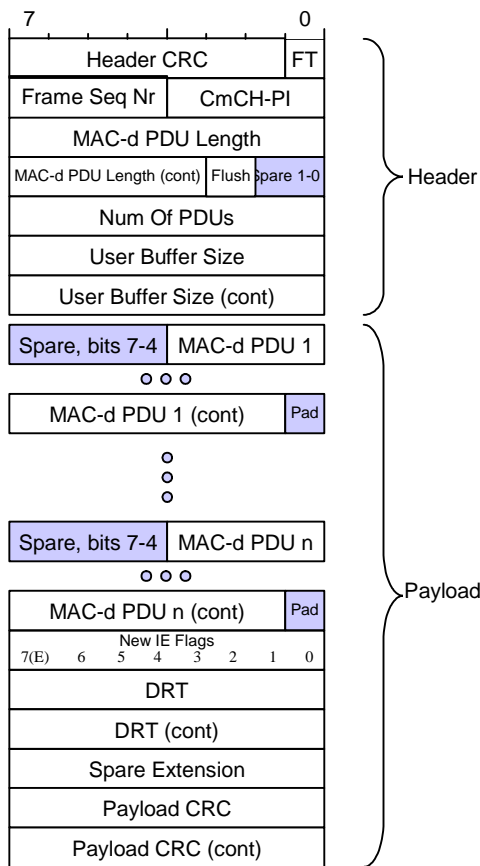 7 0
Header CRC FT
Frame Seq Nr CmCH-PI
MAC-d PDU Length
MAC-d PDU Length (cont) Flush Spare 1-0
Num Of PDUs
User Buffer Size
User Buffer Size (cont)
Header
Spare, bits 7-4 MAC-d PDU 1
MAC-d PDU 1 (cont) Pad
Spare, bits 7-4 MAC-d PDU n
MAC-d PDU n (cont) Pad
Payload
New IE Flags
7(E) 6 5 4 3 2 1 0
DRT
DRT (cont)
Spare Extension
Payload CRC
Payload CRC (cont)